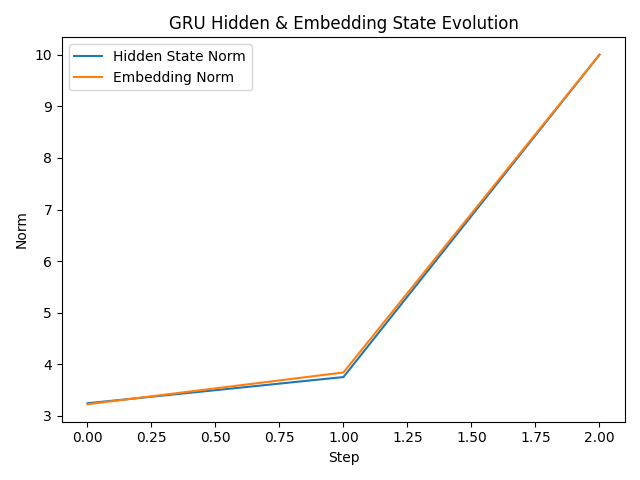 GRU Hidden & Embedding State Evolution
Hidden State Norm
Embedding Norm
10
9
8
7
6
5
4
3
Norm
0.00 0.25 0.50 0.75 1.00 1.25 1.50 1.75 2.00
Step